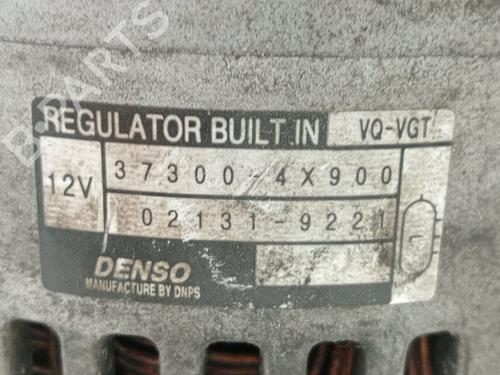 B-PARTS
REGULATOR BUILT IN VQ-VGT
12V 37300-4X900
02131-9221
DENSO
MANUFACTURE BY DNPS
L